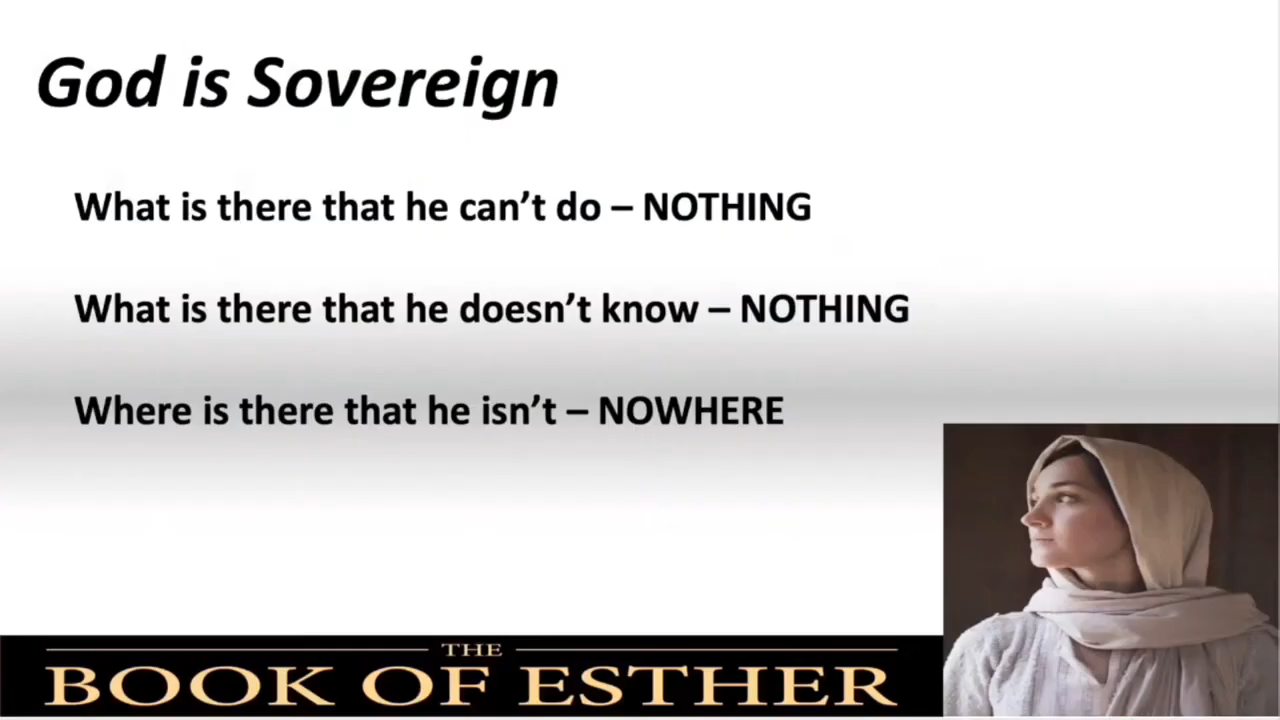 God is Sovereign
What is there that he can’t do – NOTHING
What is there that he doesn’t know – NOTHING
Where is there that he isn’t – NOWHERE
THE
BOOK OF ESTHER